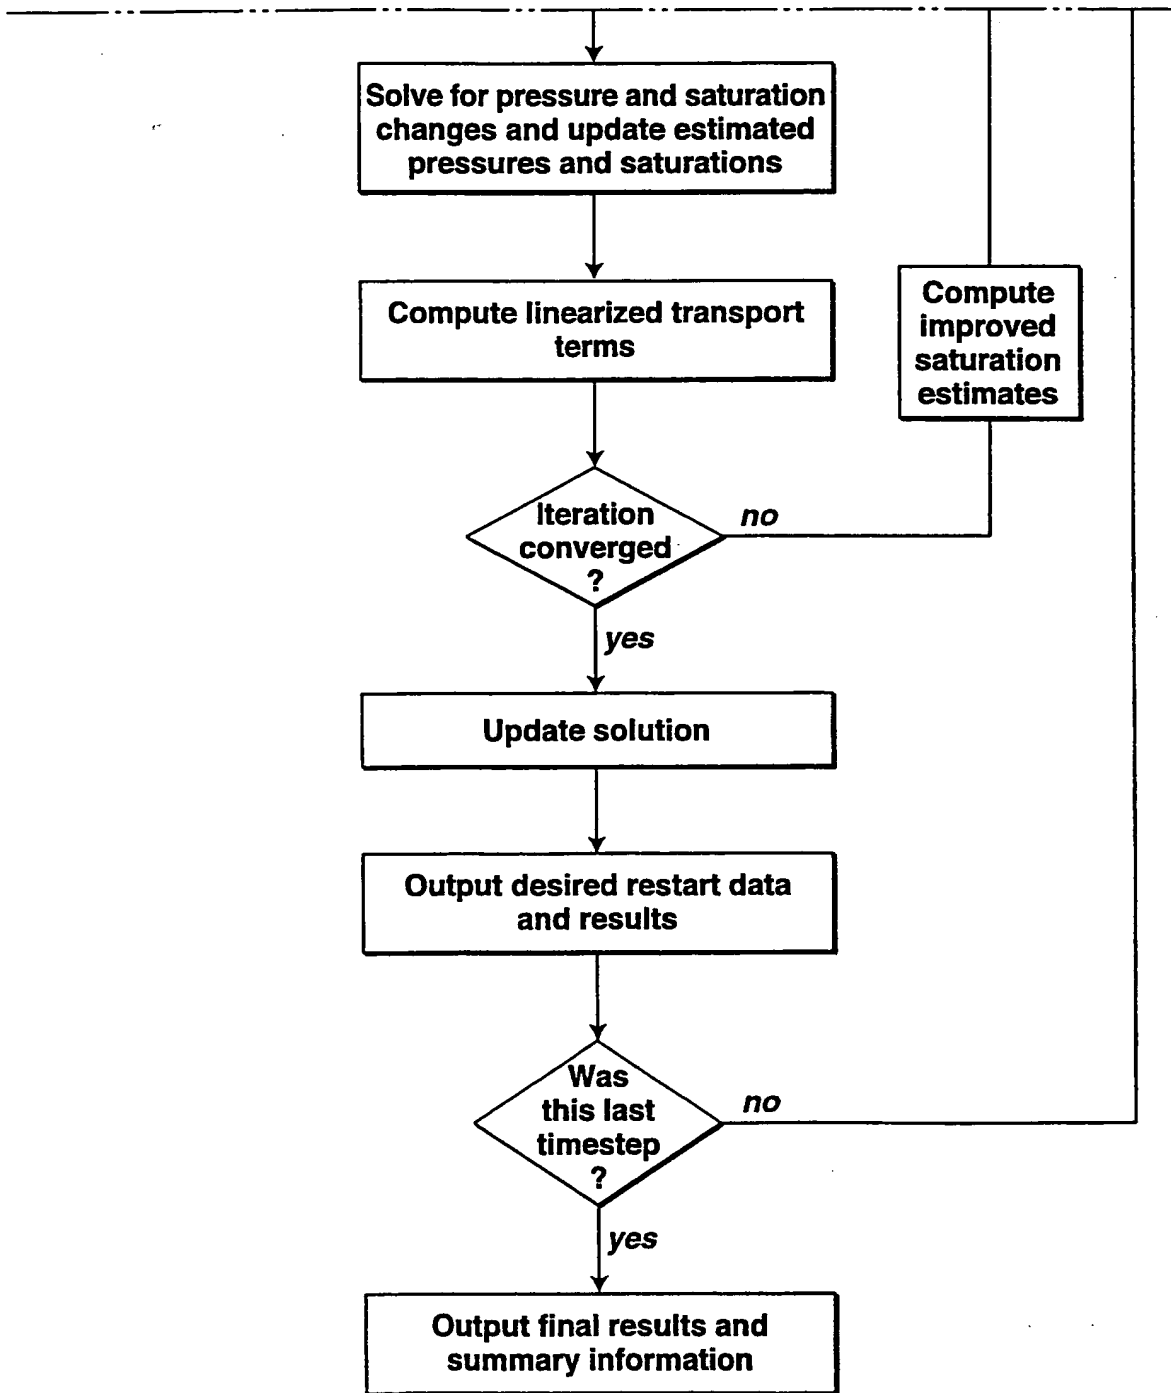 Solve for pressure and saturation
changes and update estimated
pressures and saturations
Compute linearized transport
terms
Compute
improved
saturation
estimates
Iteration
converged
?
no
yes
Update solution
Output desired restart data
and results
Was
this last
timestep
?
no
yes
Output final results and
summary information